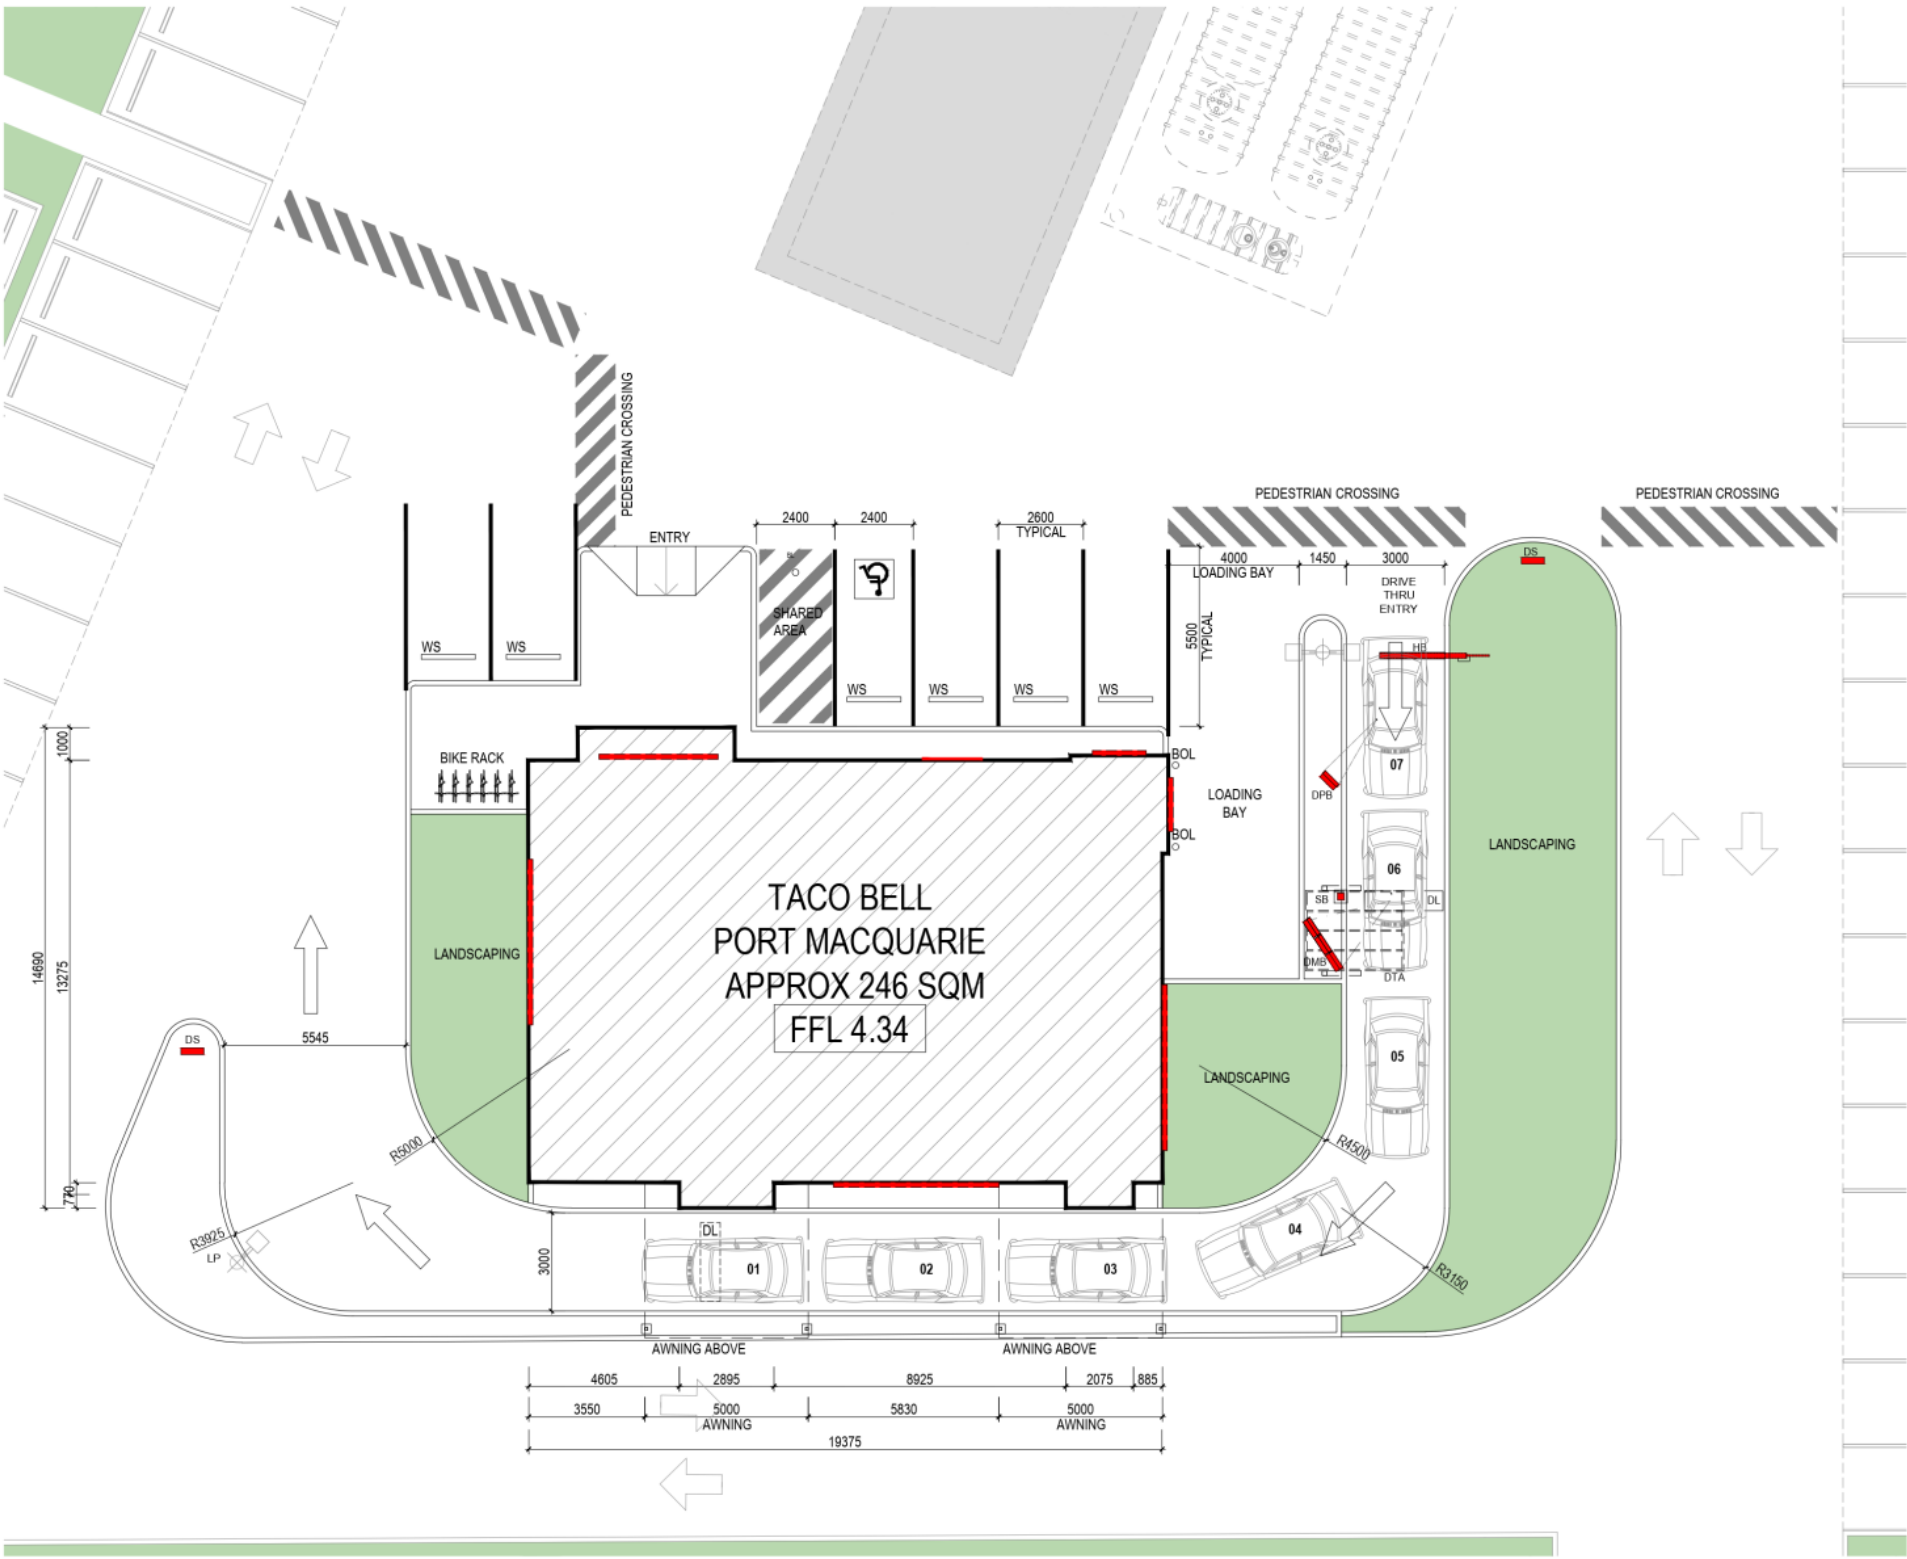 PEDESTRIAN CROSSING
PEDESTRIAN CROSSING
PEDESTRIAN CROSSING
ENTRY
2400
2400
2600
TYPICAL
4000
LOADING BAY
1450
3000
DRIVE
THRU
ENTRY
DS
SHARED
AREA
5500
TYPICAL
WS
WS
WS
WS
WS
WS
HB
BIKE RACK
BOL
BOL
LOADING
BAY
DPB
07
06
SB
DL
DMB
DTA
05
LANDSCAPING
LANDSCAPING
LANDSCAPING
TACO BELL
PORT MACQUARIE
APPROX 246 SQM
FFL 4.34
1000
14690
13275
770
DS
5545
R5000
R3925
LP
R4500
R3150
3000
DL
01
02
03
04
AWNING ABOVE
AWNING ABOVE
4605
2895
8925
2075
885
3550
5000
AWNING
5830
5000
AWNING
19375